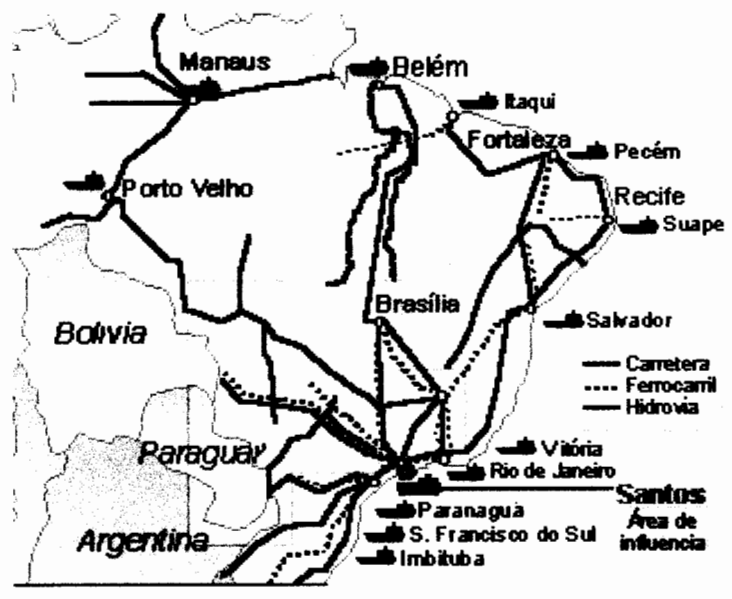 Manaus
Belém
Itaqui
Fortaleza
Pecém
Porto Velho
Recife
Suape
Brasília
Salvador
Bolivia
Carretera
Ferrocarril
Hidrovia
Paraguay
Vitória
Rio de Janeiro
Santos
Área de
influencia
Paranaguá
S. Francisco do Sul
Imbituba
Argentina